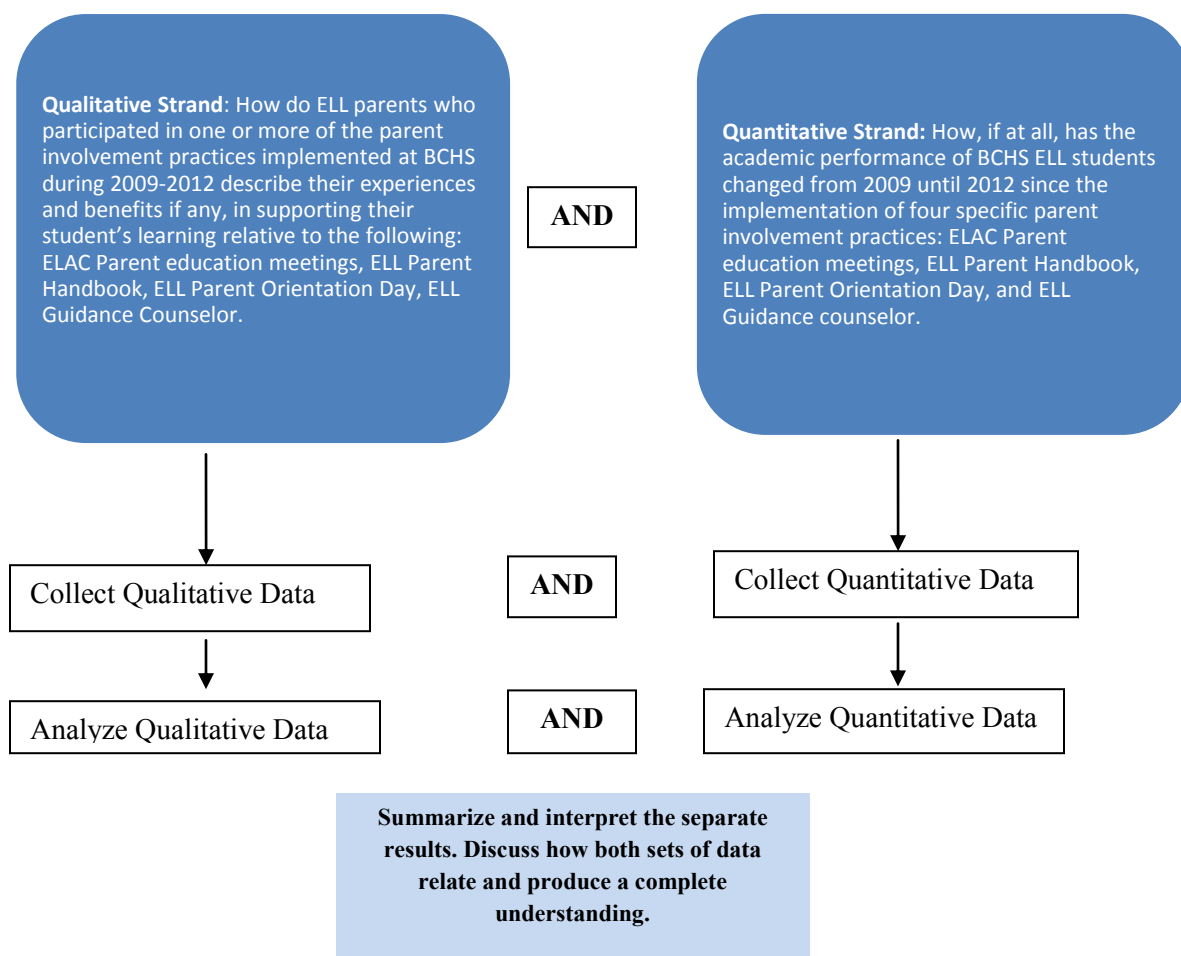 Qualitative Strand: How do ELL parents who
participated in one or more of the parent
involvement practices implemented at BCHS
during 2009-2012 describe their experiences
and benefits if any, in supporting their
student’s learning relative to the following:
ELAC Parent education meetings, ELL Parent
Handbook, ELL Parent Orientation Day, ELL
Guidance Counselor.
AND
Quantitative Strand: How, if at all, has the
academic performance of BCHS ELL students
changed from 2009 until 2012 since the
implementation of four specific parent
involvement practices: ELAC Parent
education meetings, ELL Parent Handbook,
ELL Parent Orientation Day, and ELL
Guidance counselor.
Collect Qualitative Data
AND
Collect Quantitative Data
Analyze Qualitative Data
AND
Analyze Quantitative Data
Summarize and interpret the separate
results. Discuss how both sets of data
relate and produce a complete
understanding.